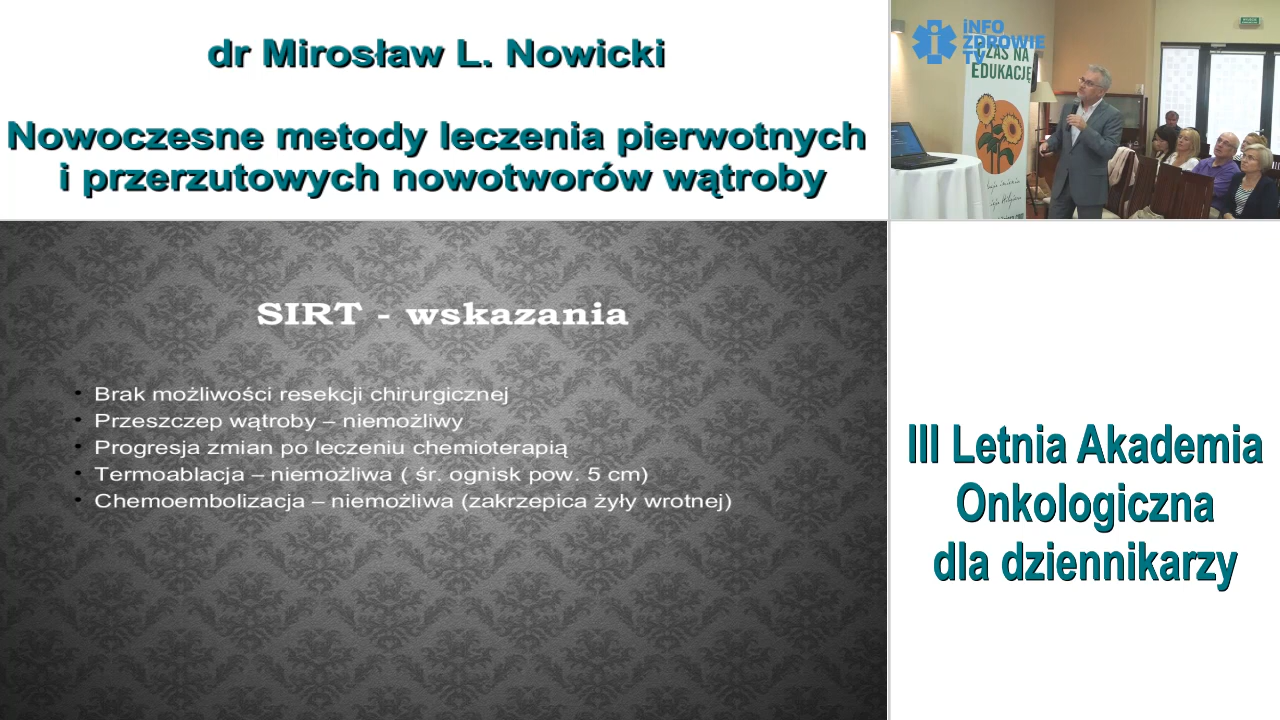 dr Mirosław L. Nowicki
Nowoczesne metody leczenia pierwotnych
i przerzutowych nowotworów wątroby
iNFO
ZDROWIE
TV
CZAS NA
EDUKACJĘ
SIRT - wskazania
• Brak możliwości resekcji chirurgicznej
• Przeszczep wątroby – niemożliwy
• Progresja zmian po leczeniu chemioterapią
• Termoablacja – niemożliwa ( śr. ognisk pow. 5 cm)
• Chemoembolizacja – niemożliwa (zakrzepica żyły wrotnej)
III Letnia Akademia
Onkologiczna
dla dziennikarzy